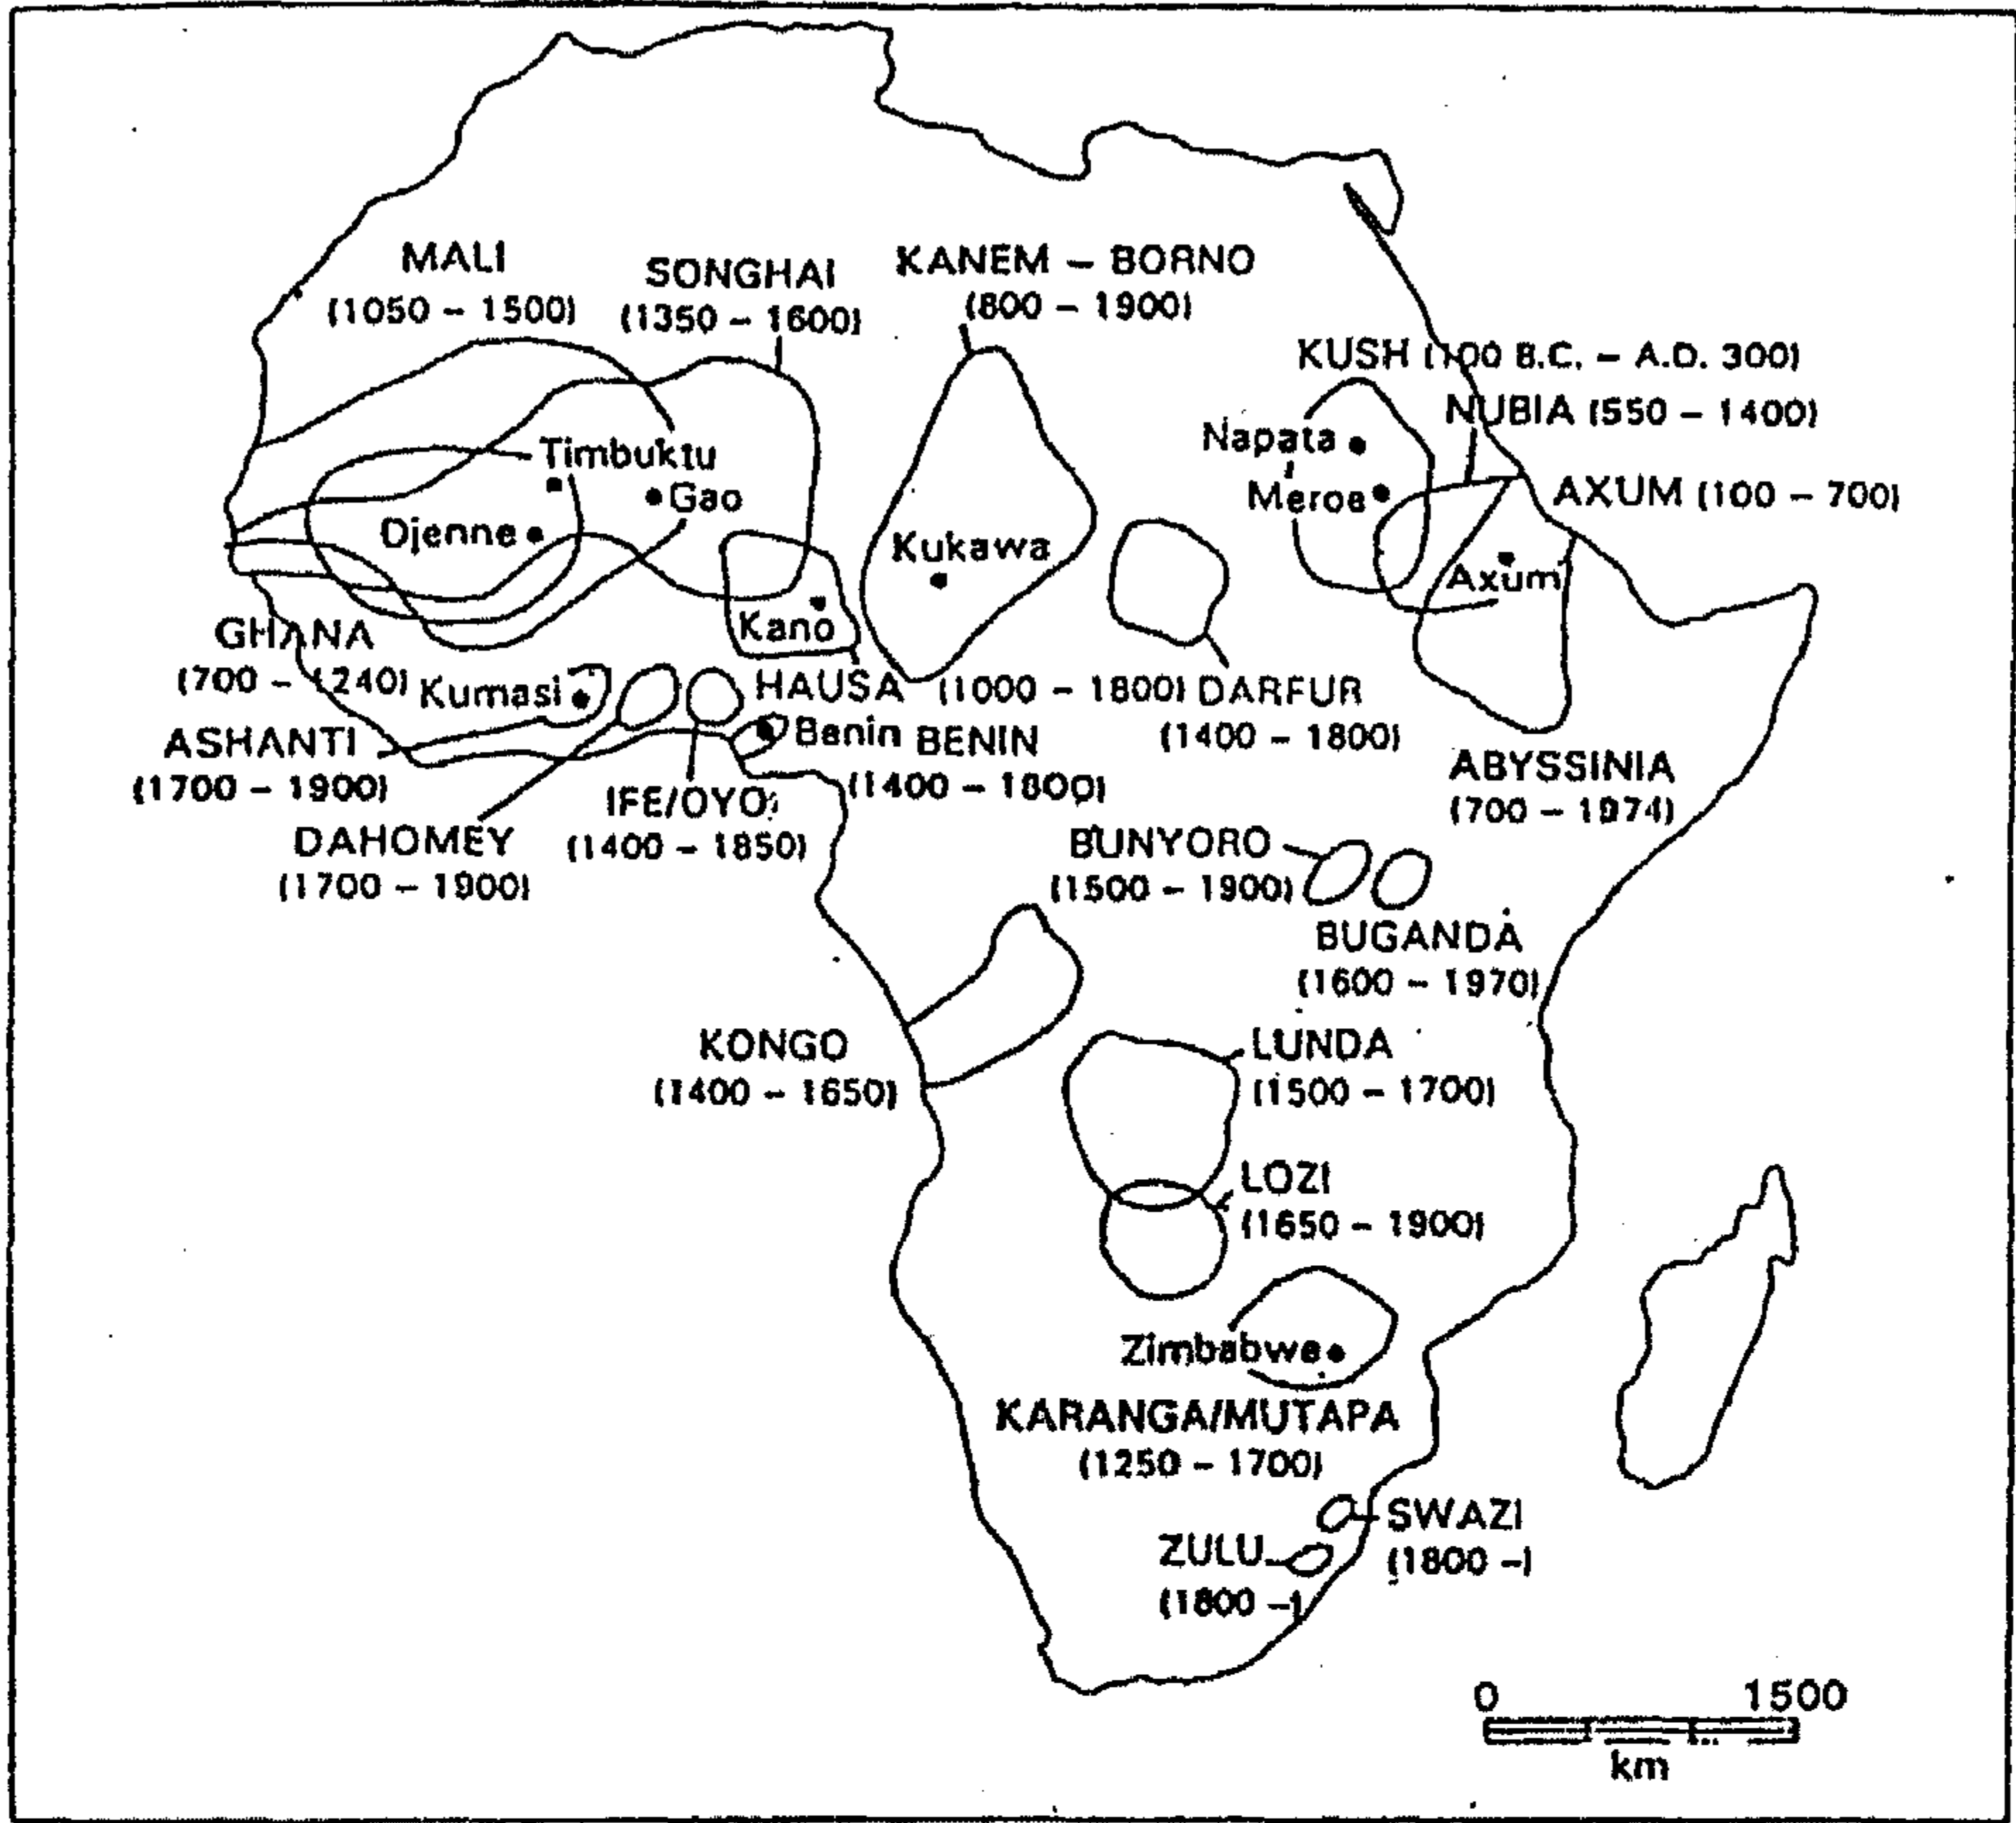 MALI
(1050 – 1500)
SONGHAI
(1350 – 1600)
KANEM – BORNO
(800 – 1900)
KUSH (700 B.C. – A.D. 300)
NUBIA (550 – 1400)
Napata
AXUM (100 – 700)
Meroe
Timbuktu
Gao
Djenne
Kukawa
Axum
Kano
GHANA
(700 – 1240)
Kumasi
HAUSA (1000 – 1800)
DARFUR
(1400 – 1800)
ASHANTI
(1700 – 1900)
Benin BENIN
(1400 – 1800)
ABYSSINIA
(700 – 1974)
IFE/OYO
(1400 – 1850)
DAHOMEY
(1700 – 1900)
BUNYORO
(1500 – 1900)
BUGANDA
(1600 – 1970)
KONGO
(1400 – 1650)
LUNDA
(1500 – 1700)
LOZI
(1650 – 1900)
Zimbabwe
KARANGA/MUTAPA
(1250 – 1700)
SWAZI
(1800 –)
ZULU
(1800 –)
0 1500
km